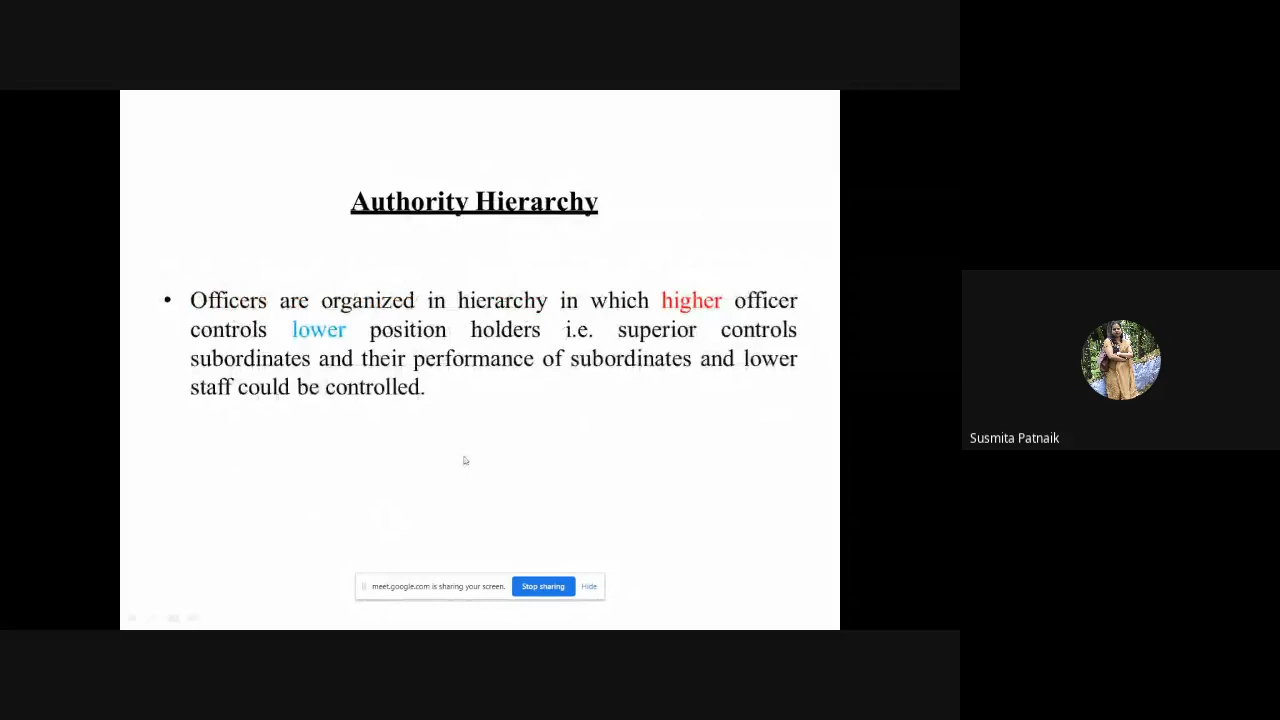 Authority Hierarchy
• Officers are organized in hierarchy in which higher officer
controls lower position holders i.e. superior controls
subordinates and their performance of subordinates and lower
staff could be controlled.
Susmita Patnaik
meet.google.com is sharing your screen. Stop sharing Hide